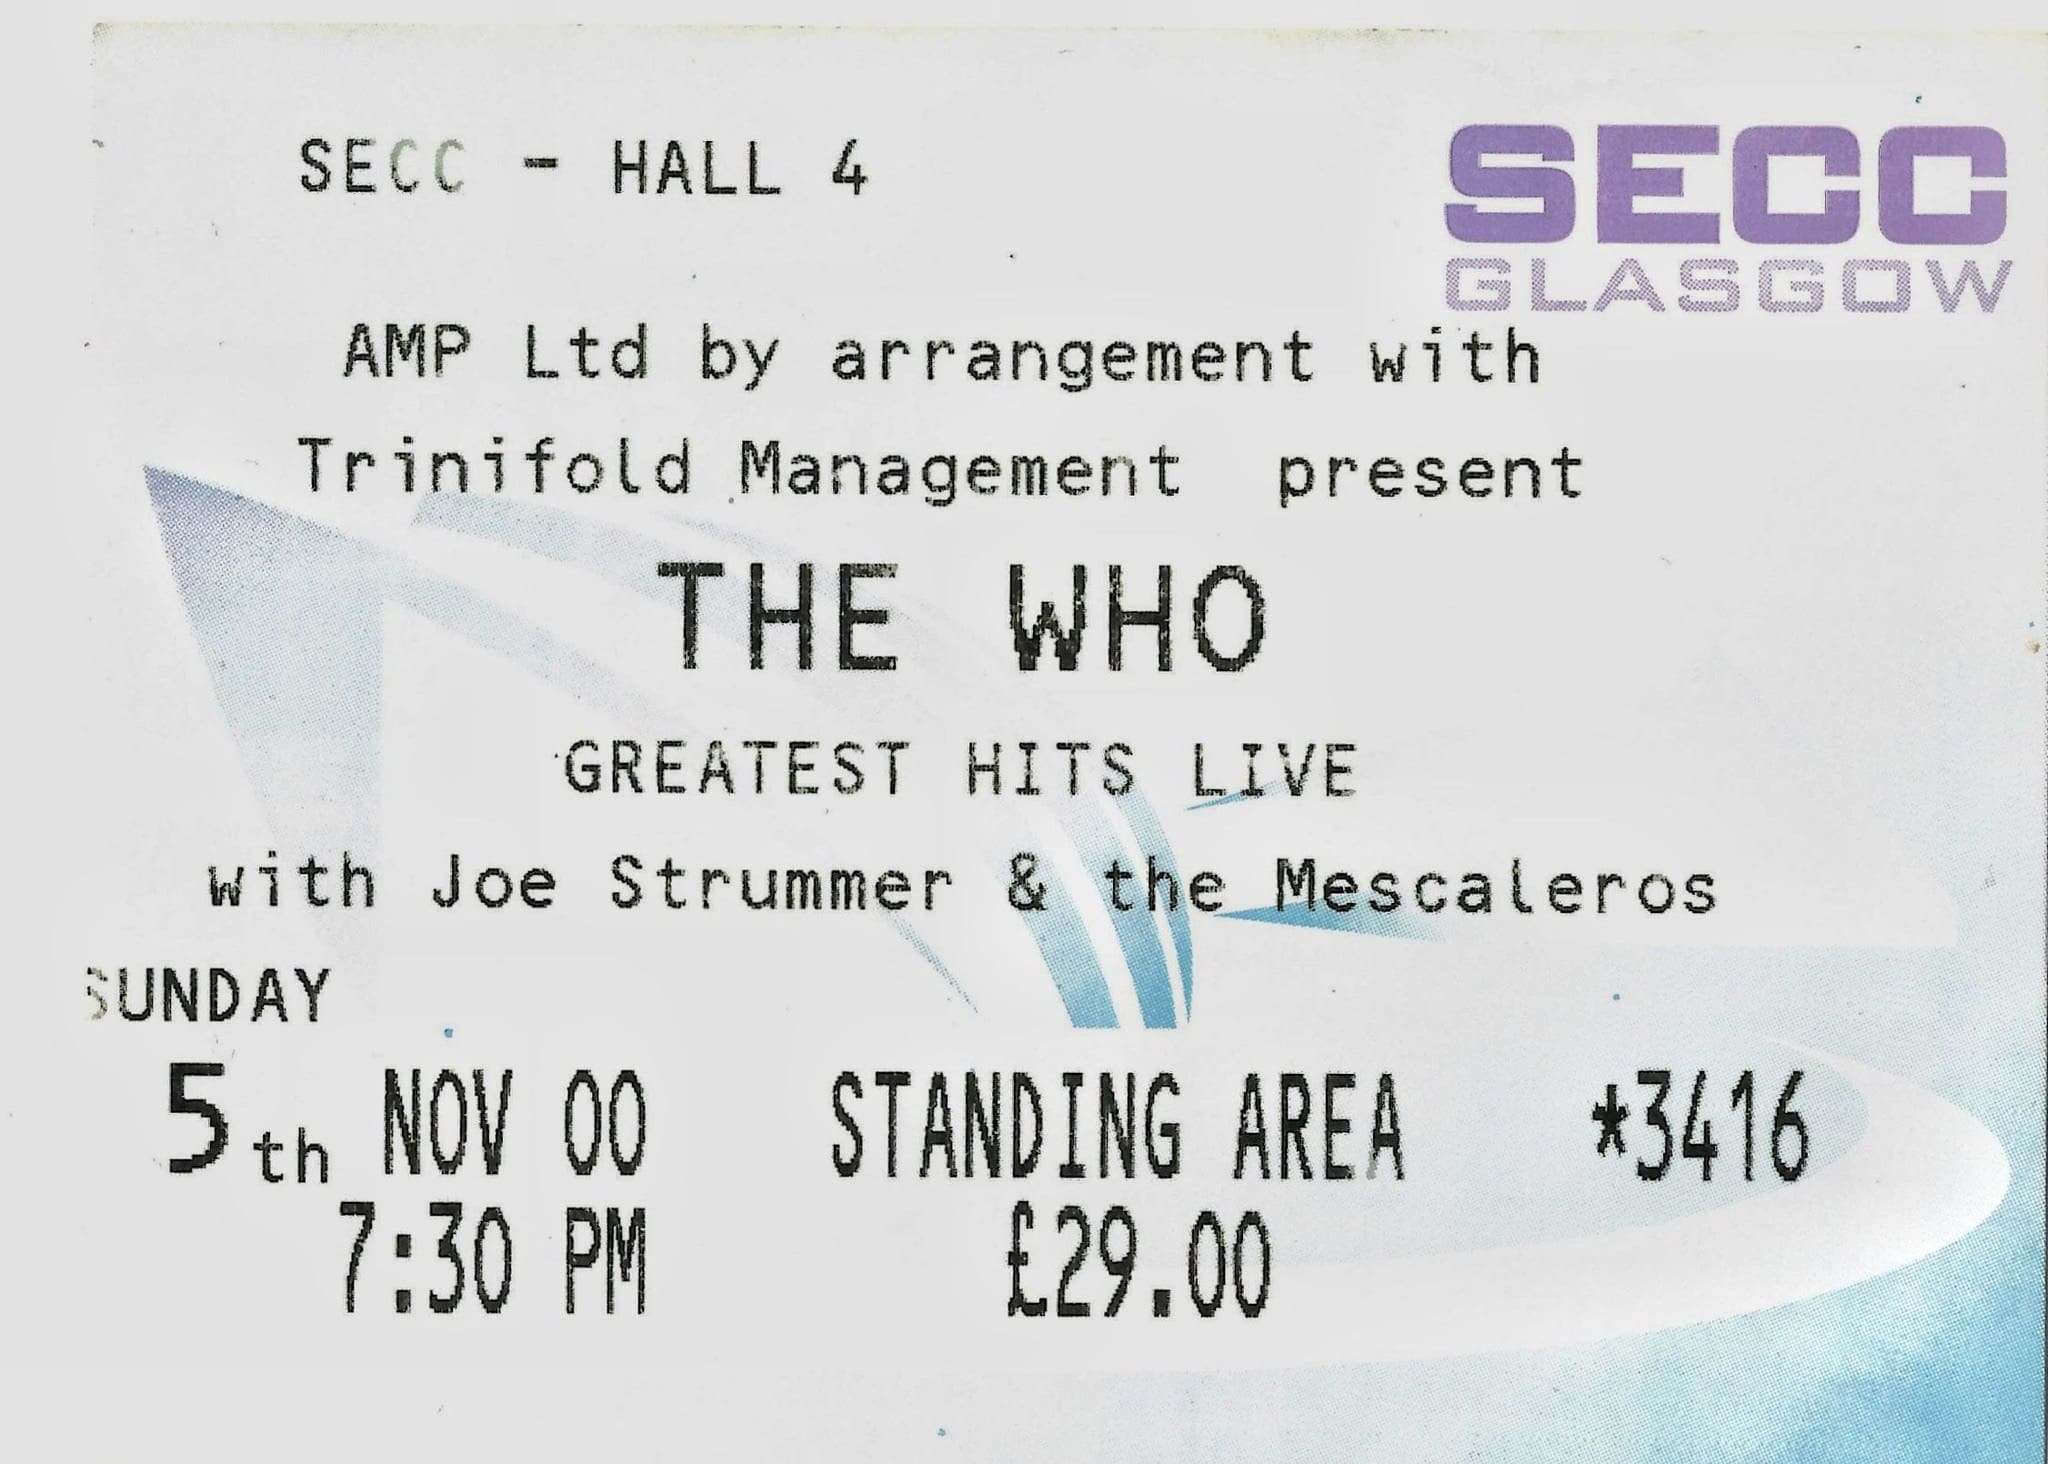 SECC - HALL 4
SECC
GLASGOW
AMP Ltd by arrangement with
Trinifold Management present
THE WHO
GREATEST HITS LIVE
with Joe Strummer & the Mescaleros
SUNDAY
5th NOV 00 STANDING AREA *3416
7:30 PM £29.00